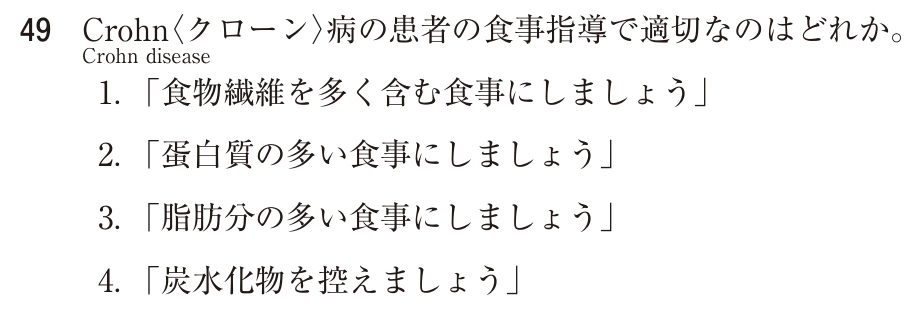 49 Crohn〈クローン〉病の患者の食事指導で適切なのはどれか。
Crohn disease
1. 「食物繊維を多く含む食事にしましょう」
2. 「蛋白質の多い食事にしましょう」
3. 「脂肪分の多い食事にしましょう」
4. 「炭水化物を控えましょう」